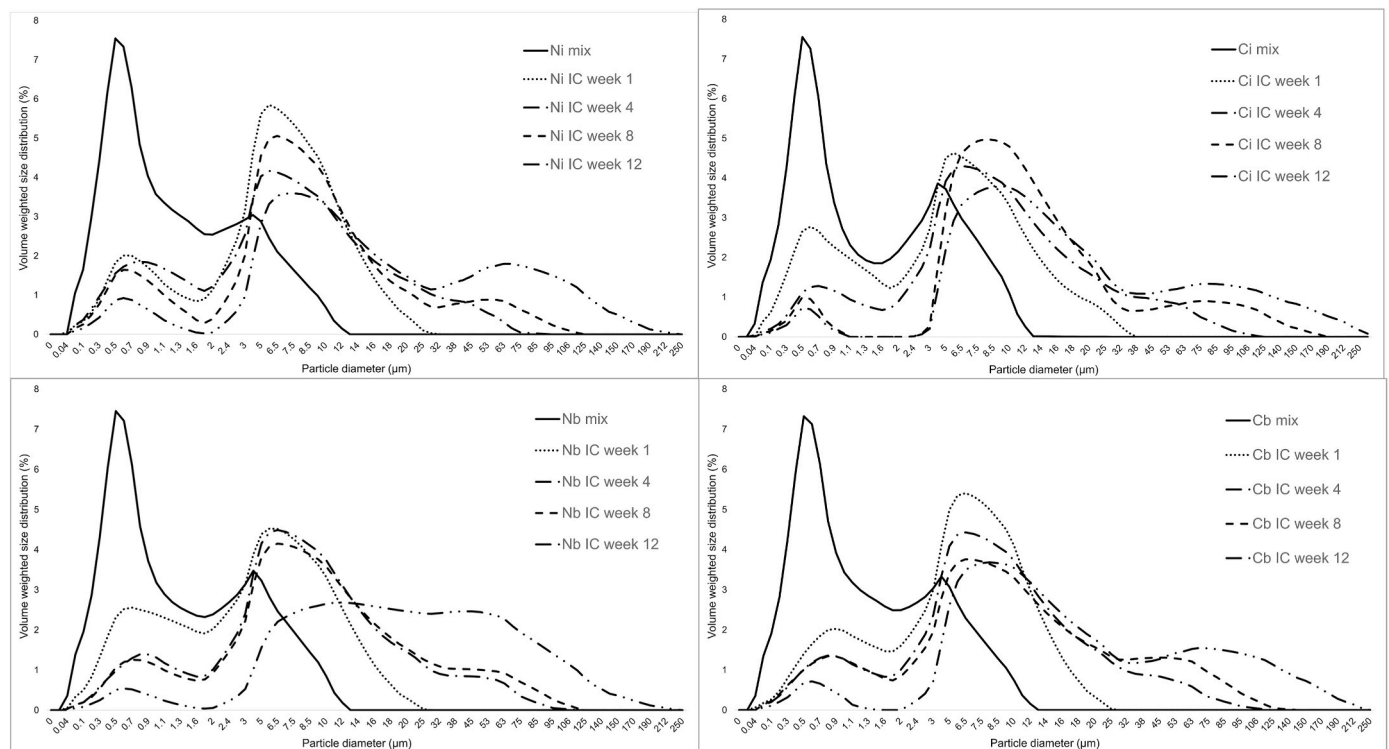 Volume weighted size distribution (%)
8
7
6
5
4
3
2
1
0
Ni mix
Ni IC week 1
Ni IC week 4
Ni IC week 8
Ni IC week 12
0 0.04 0.1 0.3 0.5 0.7 0.9 1.1 1.3 1.6 2 2.4 3 5 6.5 7.5 8.5 10 12 14 16 18 20 25 32 38 45 53 63 75 85 95 106 125 140 150 170 190 212 250
Particle diameter (µm)
Volume weighted size distribution (%)
8
7
6
5
4
3
2
1
0
Ci mix
Ci IC week 1
Ci IC week 4
Ci IC week 8
Ci IC week 12
0 0.04 0.1 0.3 0.5 0.7 0.9 1.1 1.3 1.6 2 2.4 3 5 6.5 7.5 8.5 10 12 14 16 18 20 25 32 38 45 53 63 75 85 95 106 125 140 150 170 190 212 250
Particle diameter (µm)
Volume weighted size distribution (%)
8
7
6
5
4
3
2
1
0
Nb mix
Nb IC week 1
Nb IC week 4
Nb IC week 8
Nb IC week 12
0 0.04 0.1 0.3 0.5 0.7 0.9 1.1 1.3 1.6 2 2.4 3 5 6.5 7.5 8.5 10 12 14 16 18 20 25 32 38 45 53 63 75 85 95 106 125 140 150 170 190 212 250
Particle diameter (µm)
Volume weighted size distribution (%)
8
7
6
5
4
3
2
1
0
Cb mix
Cb IC week 1
Cb IC week 4
Cb IC week 8
Cb IC week 12
0 0.04 0.1 0.3 0.5 0.7 0.9 1.1 1.3 1.6 2 2.4 3 5 6.5 7.5 8.5 10 12 14 16 18 20 25 32 38 45 53 63 75 85 95 106 125 140 150 170 190 212 250
Particle diameter (µm)